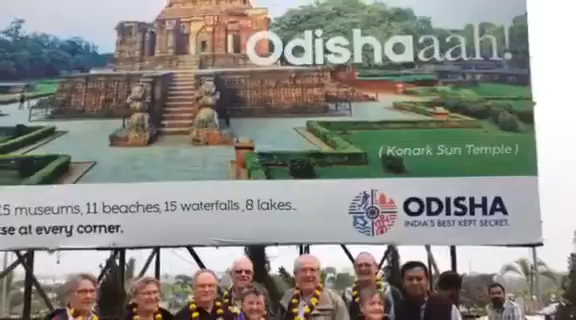 Odishaaah!
( Konark Sun Temple )
5 museums, 11 beaches, 15 waterfalls, 8 lakes..
se at every corner.
ODISHA
INDIA'S BEST KEPT SECRET.